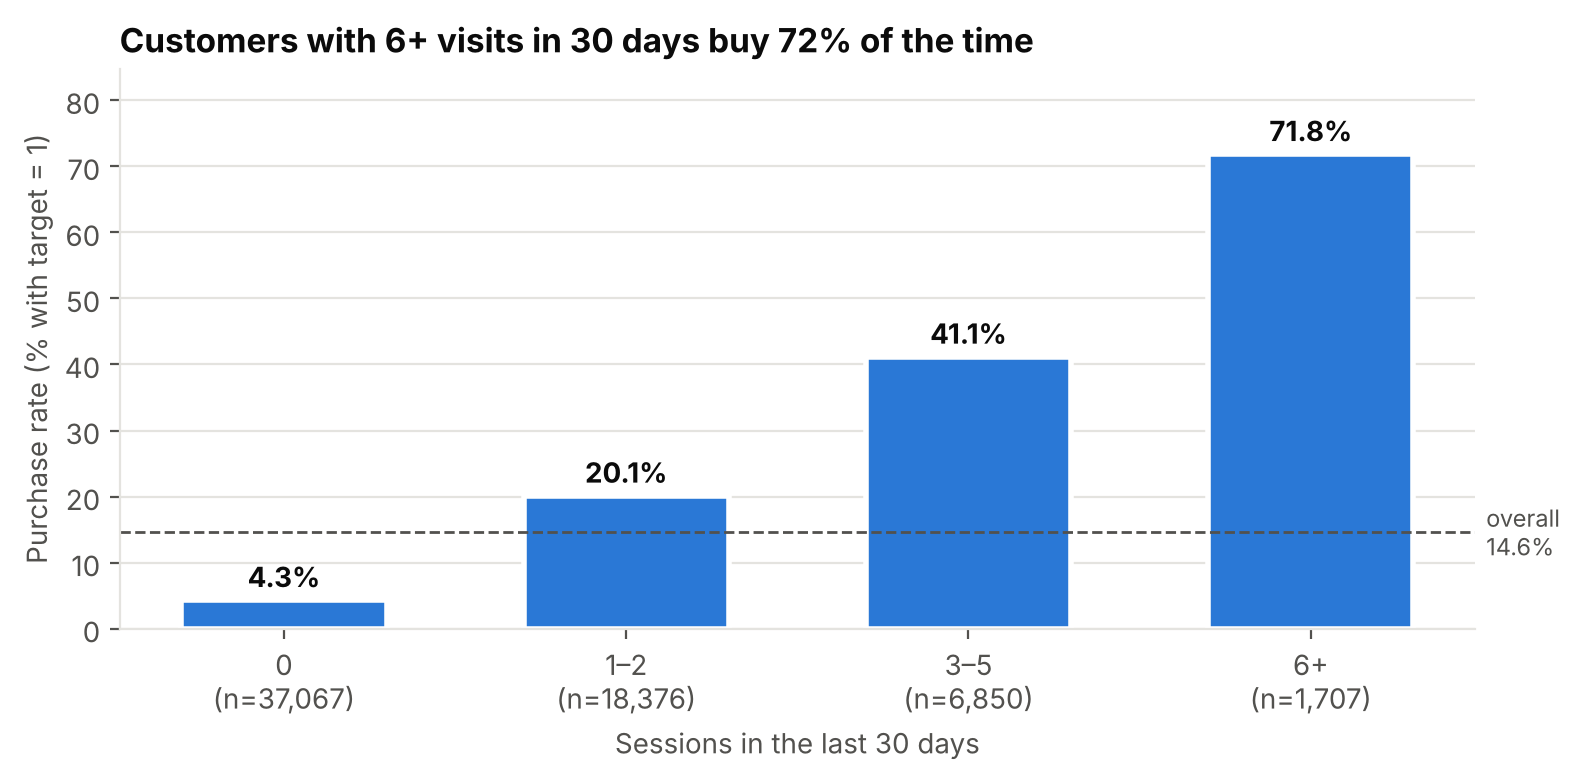 Customers with 6+ visits in 30 days buy 72% of the time
Purchase rate (% with target = 1)
80
70
60
50
40
30
20
10
0
4.3%
20.1%
41.1%
71.8%
overall
14.6%
0
(n=37,067)
1–2
(n=18,376)
3–5
(n=6,850)
6+
(n=1,707)
Sessions in the last 30 days